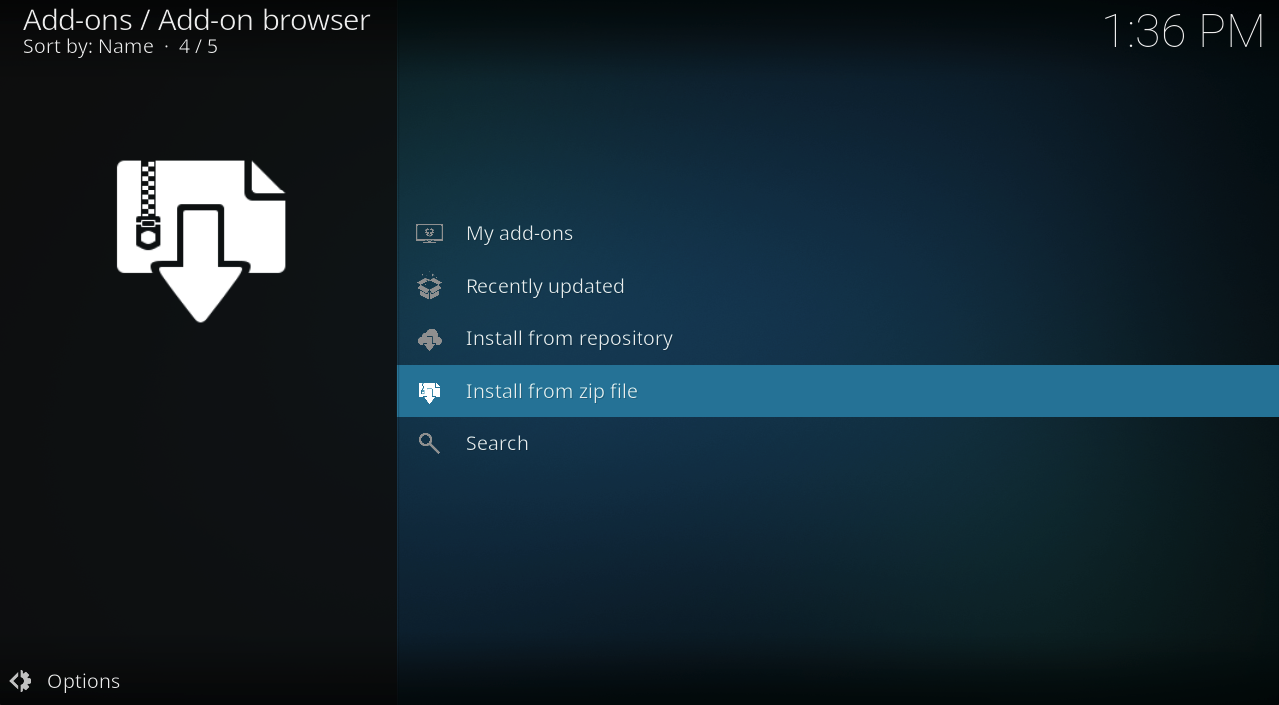 Add-ons / Add-on browser
Sort by: Name · 4 / 5
1:36 PM
My add-ons
Recently updated
Install from repository
Install from zip file
Search
Options